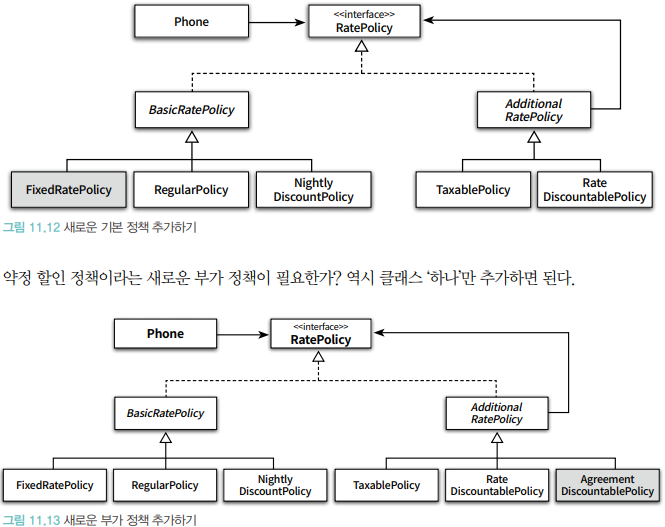 Phone
<<interface>>
RatePolicy
BasicRatePolicy
Additional
RatePolicy
FixedRatePolicy
RegularPolicy
Nightly
DiscountPolicy
TaxablePolicy
Rate
DiscountablePolicy
그림 11.12 새로운 기본 정책 추가하기
약정 할인 정책이라는 새로운 부가 정책이 필요한가? 역시 클래스 ‘하나’만 추가하면 된다.
Phone
<<interface>>
RatePolicy
BasicRatePolicy
Additional
RatePolicy
FixedRatePolicy
RegularPolicy
Nightly
DiscountPolicy
TaxablePolicy
Rate
DiscountablePolicy
Agreement
DiscountablePolicy
그림 11.13 새로운 부가 정책 추가하기